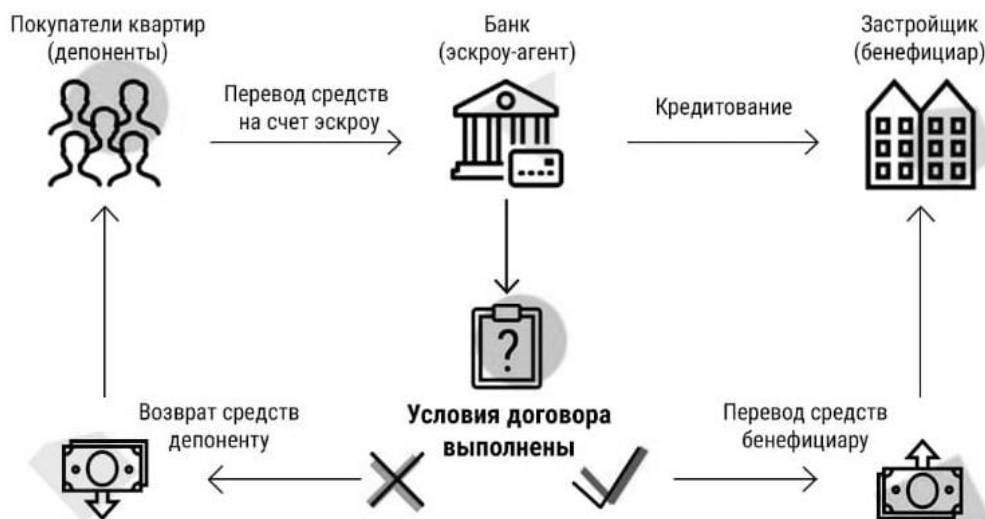 Покупатели квартир
(депоненты)
Банк
(эскроу-агент)
Застройщик
(бенефициар)
Перевод средств
на счет эскроу
Кредитование
?
Условия договора
выполнены
Возврат средств
депоненту
Перевод средств
бенефициару